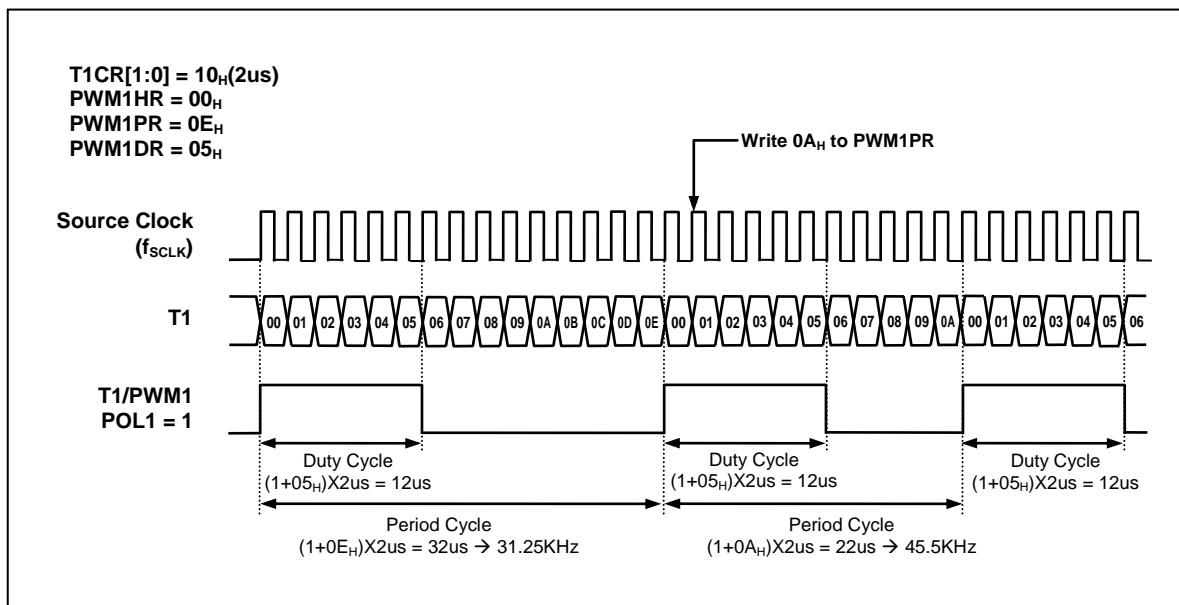 T1CR[1:0] = 10H(2us)
PWM1HR = 00H
PWM1PR = 0EH
PWM1DR = 05H
Write 0AH to PWM1PR
Source Clock
(fSCLK)
T1
00 01 02 03 04 05 06 07 08 09 0A 0B 0C 0D 0E 00 01 02 03 04 05 06 07 08 09 0A 00 01 02 03 04 05 06
T1/PWM1
POL1 = 1
Duty Cycle
(1+05H)X2us = 12us
Duty Cycle
(1+05H)X2us = 12us
Duty Cycle
(1+05H)X2us = 12us
Period Cycle
(1+0EH)X2us = 32us → 31.25KHz
Period Cycle
(1+0AH)X2us = 22us → 45.5KHz